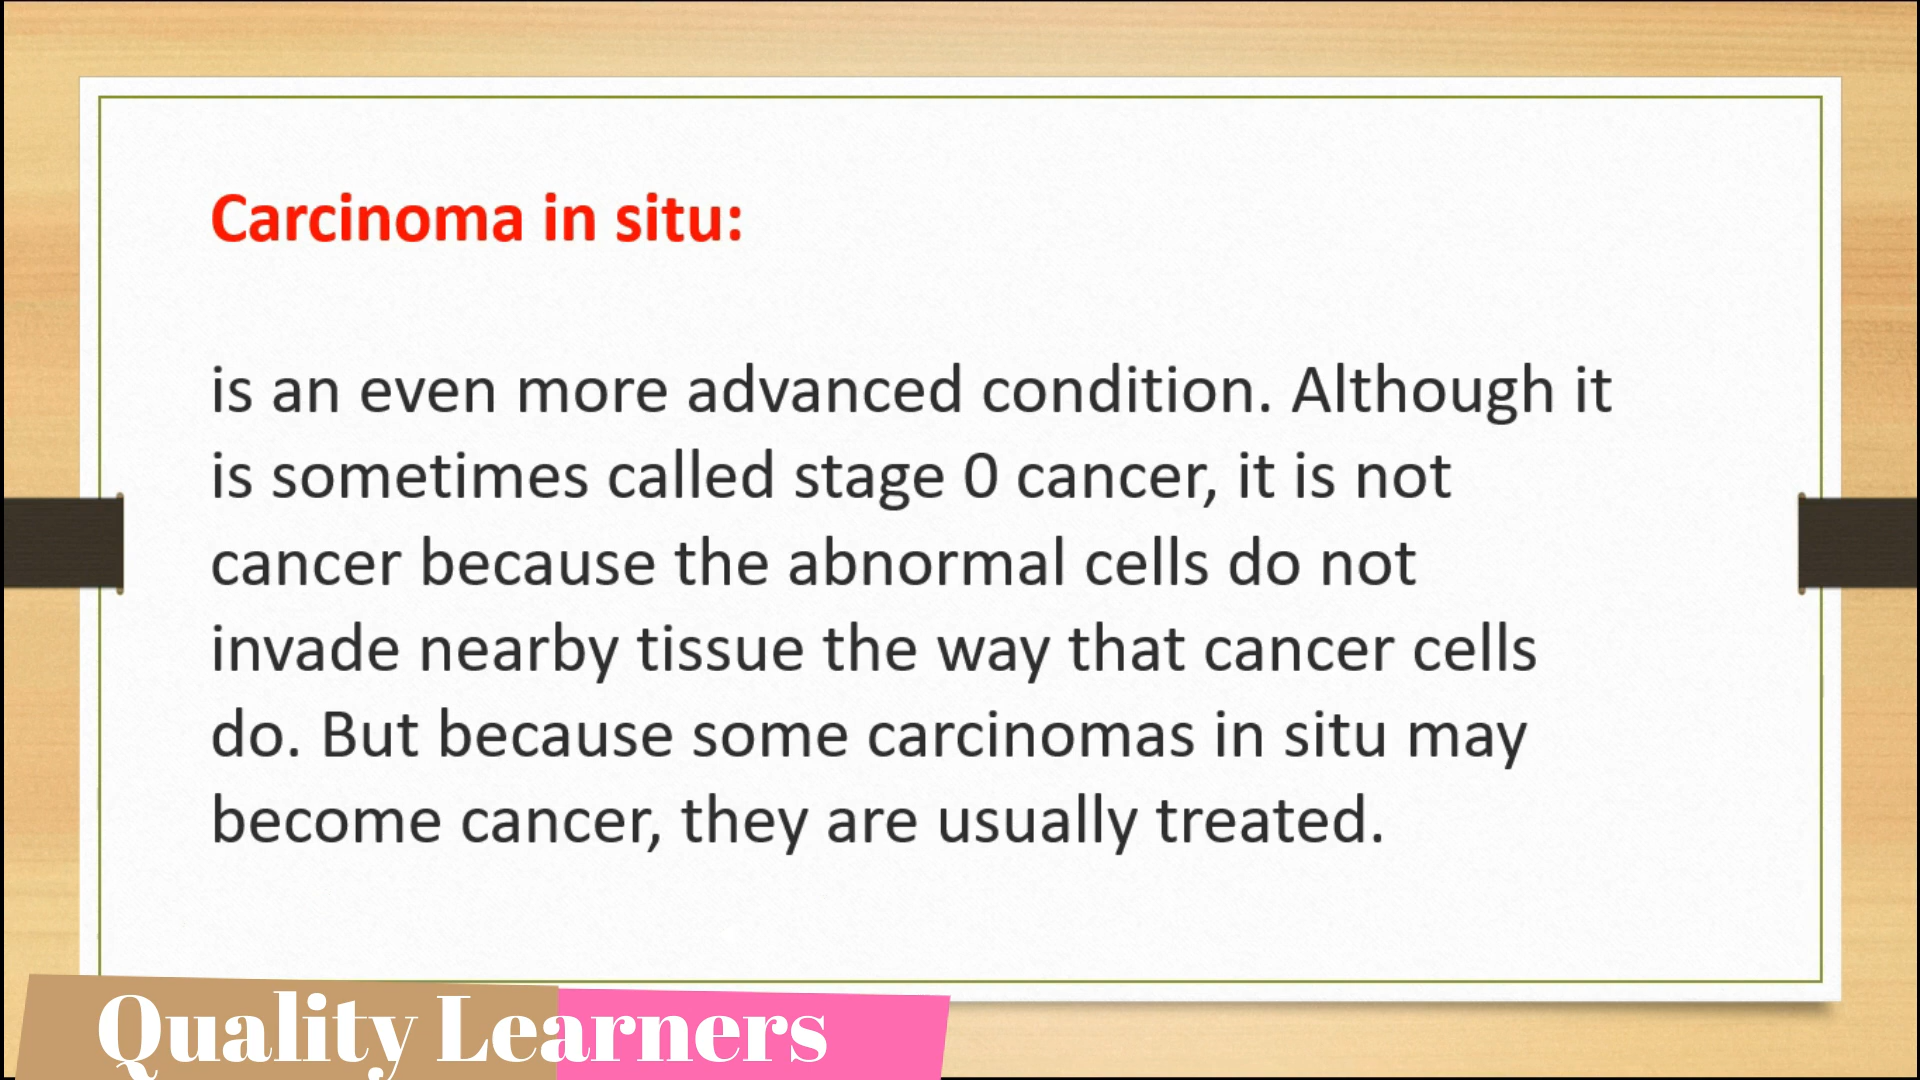 Carcinoma in situ:
is an even more advanced condition. Although it
is sometimes called stage 0 cancer, it is not
cancer because the abnormal cells do not
invade nearby tissue the way that cancer cells
do. But because some carcinomas in situ may
become cancer, they are usually treated.
Quality Learners